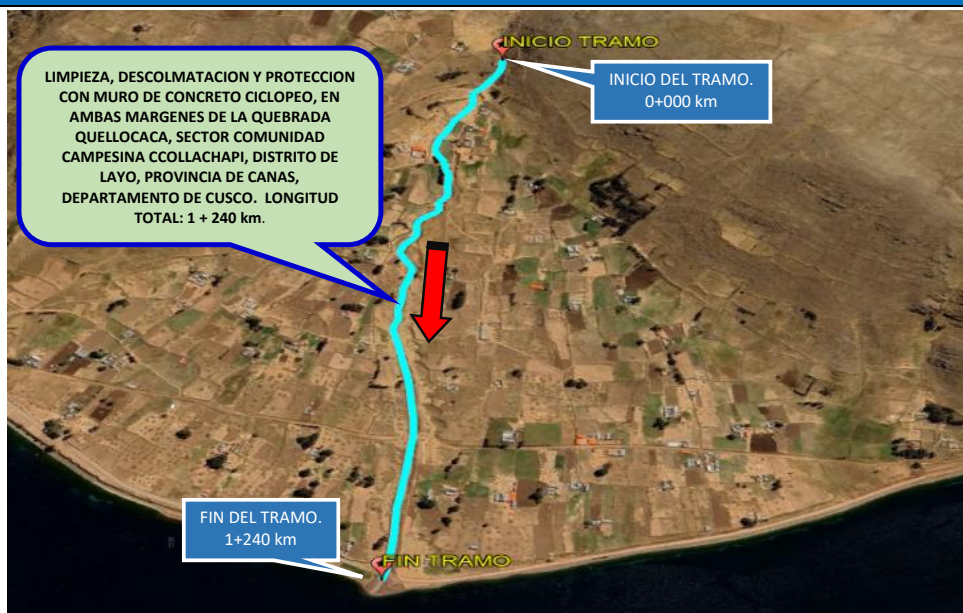 INICIO TRAMO
LIMPIEZA, DESCOLMATACION Y PROTECCION
CON MURO DE CONCRETO CICLOPEO, EN
AMBAS MARGENES DE LA QUEBRADA
QUELLOCACA, SECTOR COMUNIDAD
CAMPESINA CCOLLACHAPI, DISTRITO DE
LAYO, PROVINCIA DE CANAS,
DEPARTAMENTO DE CUSCO. LONGITUD
TOTAL: 1 + 240 km.
INICIO DEL TRAMO.
0+000 km
FIN DEL TRAMO.
1+240 km
FIN TRAMO